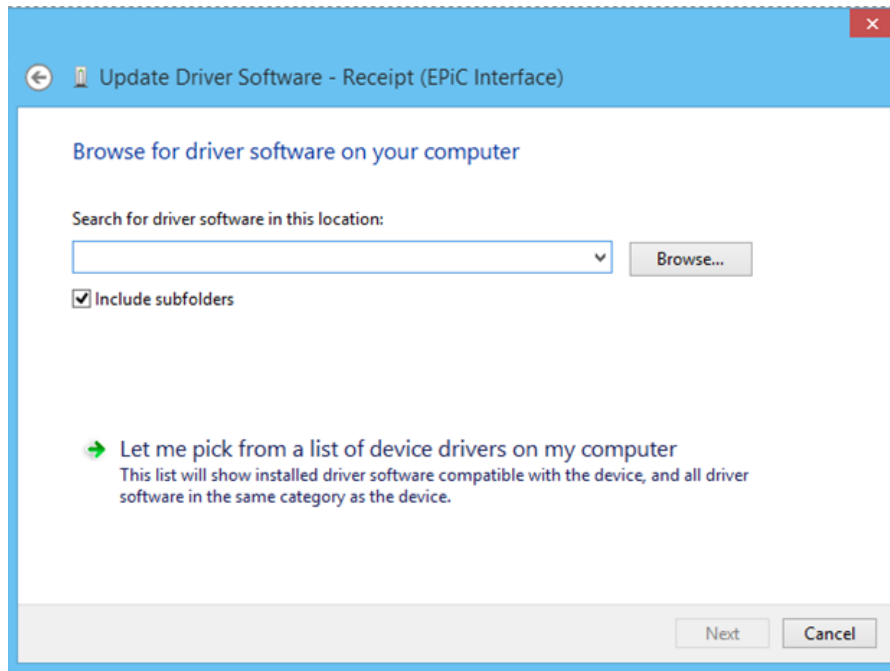 Update Driver Software - Receipt (EPiC Interface)
Browse for driver software on your computer
Search for driver software in this location:
Browse...
Include subfolders
Let me pick from a list of device drivers on my computer
This list will show installed driver software compatible with the device, and all driver
software in the same category as the device.
Next
Cancel